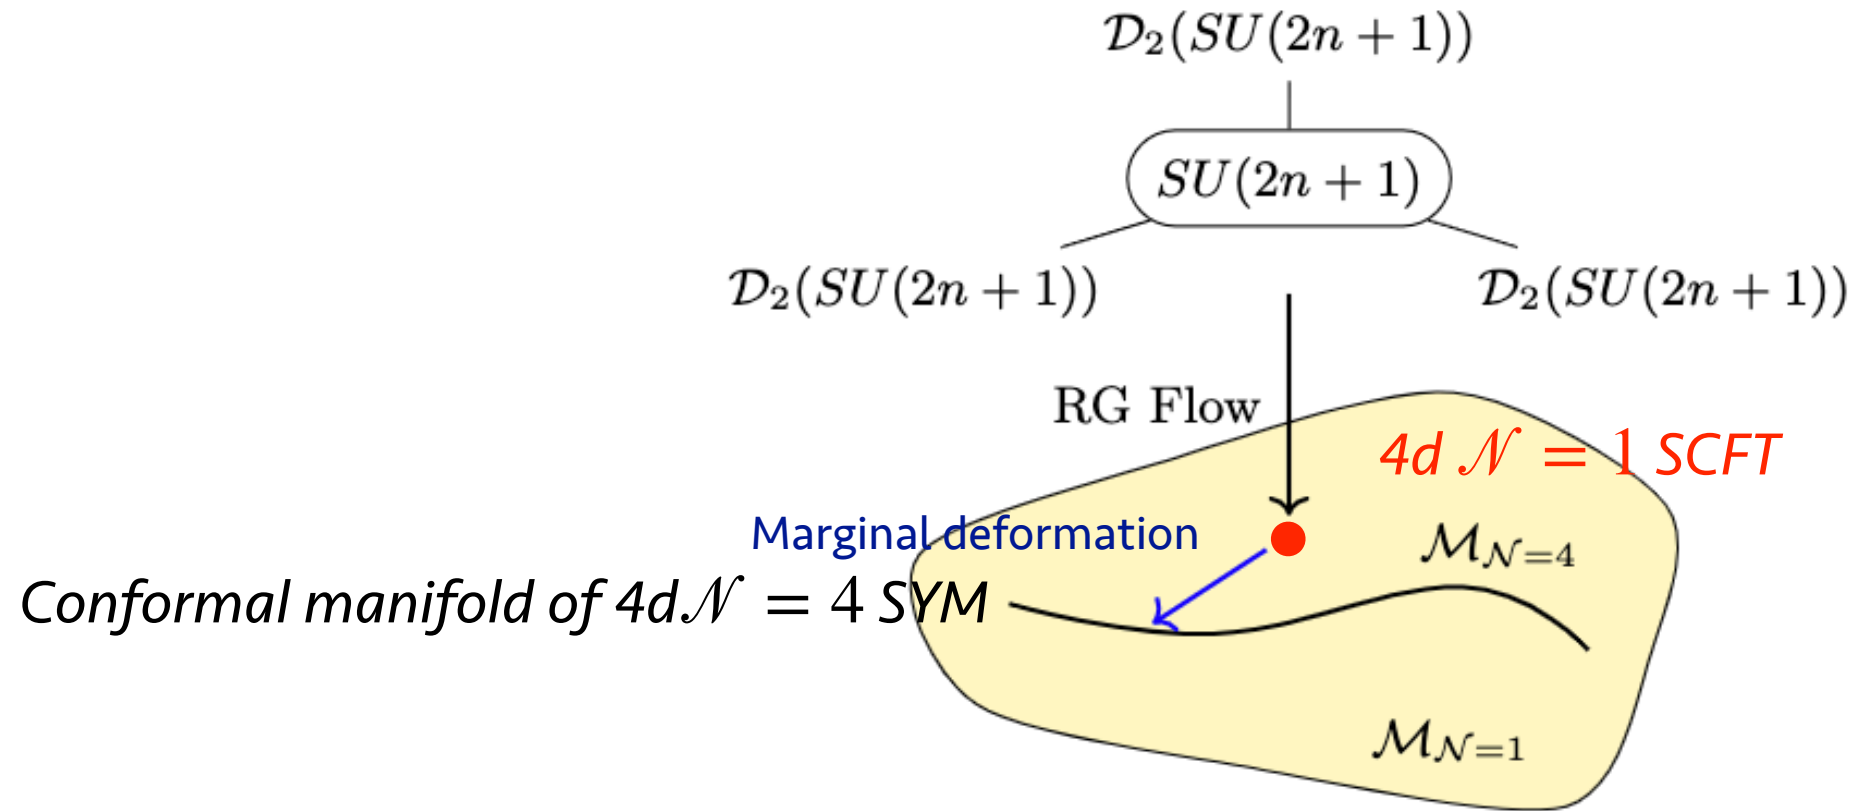 𝒟₂(SU(2n + 1))
SU(2n + 1)
𝒟₂(SU(2n + 1))
𝒟₂(SU(2n + 1))
RG Flow
4d 𝒩 = 1 SCFT
Marginal deformation
ℳ_{𝒩=4}
Conformal manifold of 4d𝒩 = 4 SYM
ℳ_{𝒩=1}